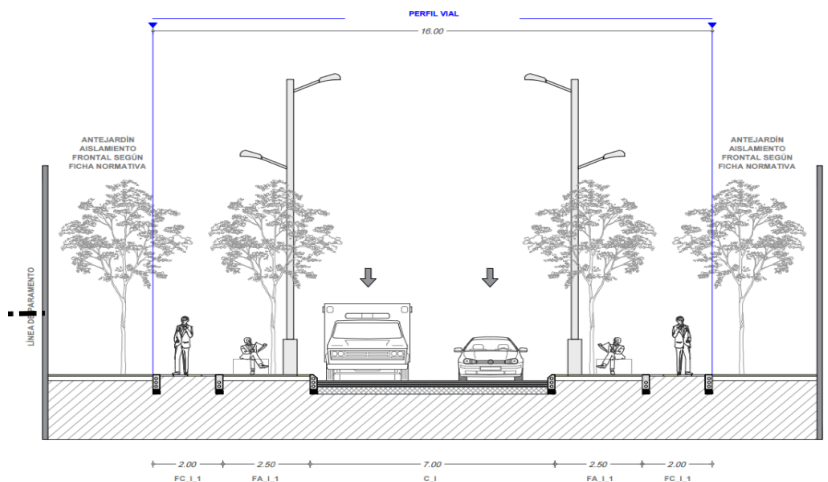 PERFIL VIAL
16.00
ANTEJARDÍN
AISLAMIENTO
FRONTAL SEGÚN
FICHA NORMATIVA
ANTEJARDÍN
AISLAMIENTO
FRONTAL SEGÚN
FICHA NORMATIVA
LÍNEA DE PARAMENTO
2.00
2.50
7.00
2.50
2.00
FC_I_1
FA_I_1
C_I
FA_I_1
FC_I_1